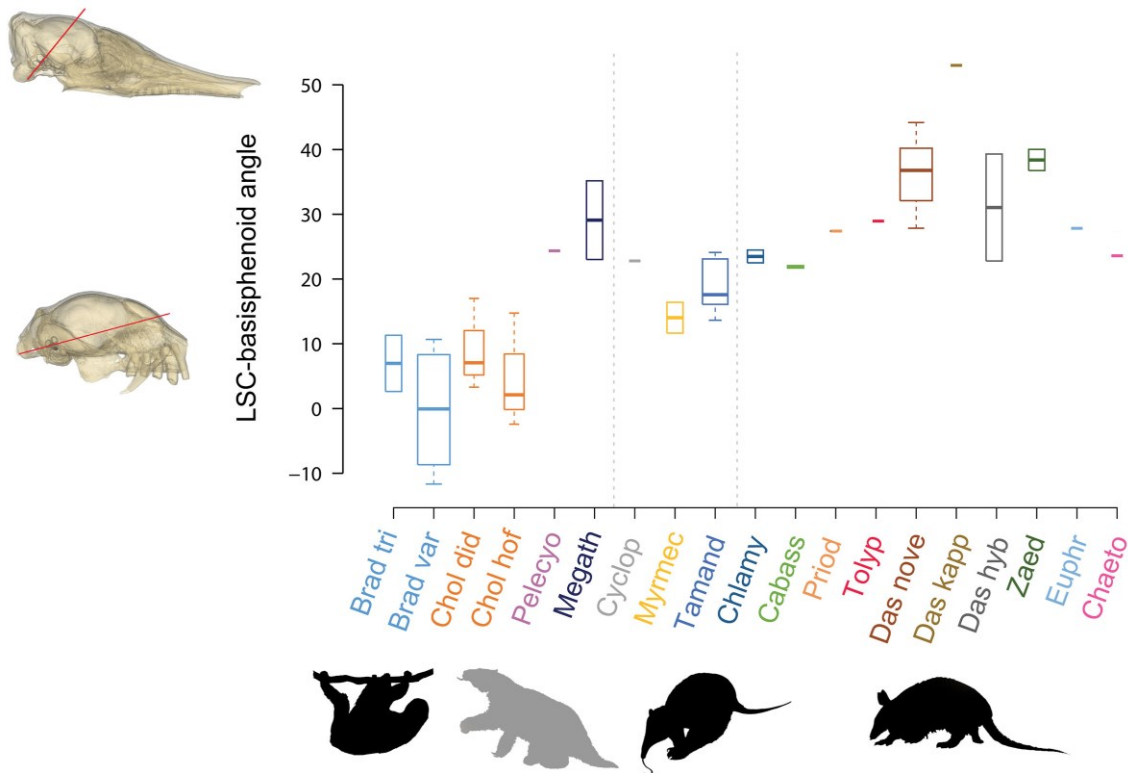 50
40
30
20
10
0
−10
LSC-basisphenoid angle
Brad tri
Brad var
Chol did
Chol hof
Pelecyo
Megath
Cyclop
Myrmec
Tamand
Chlamy
Cabass
Priod
Tolyp
Das nove
Das kapp
Das hyb
Zaed
Euphr
Chaeto